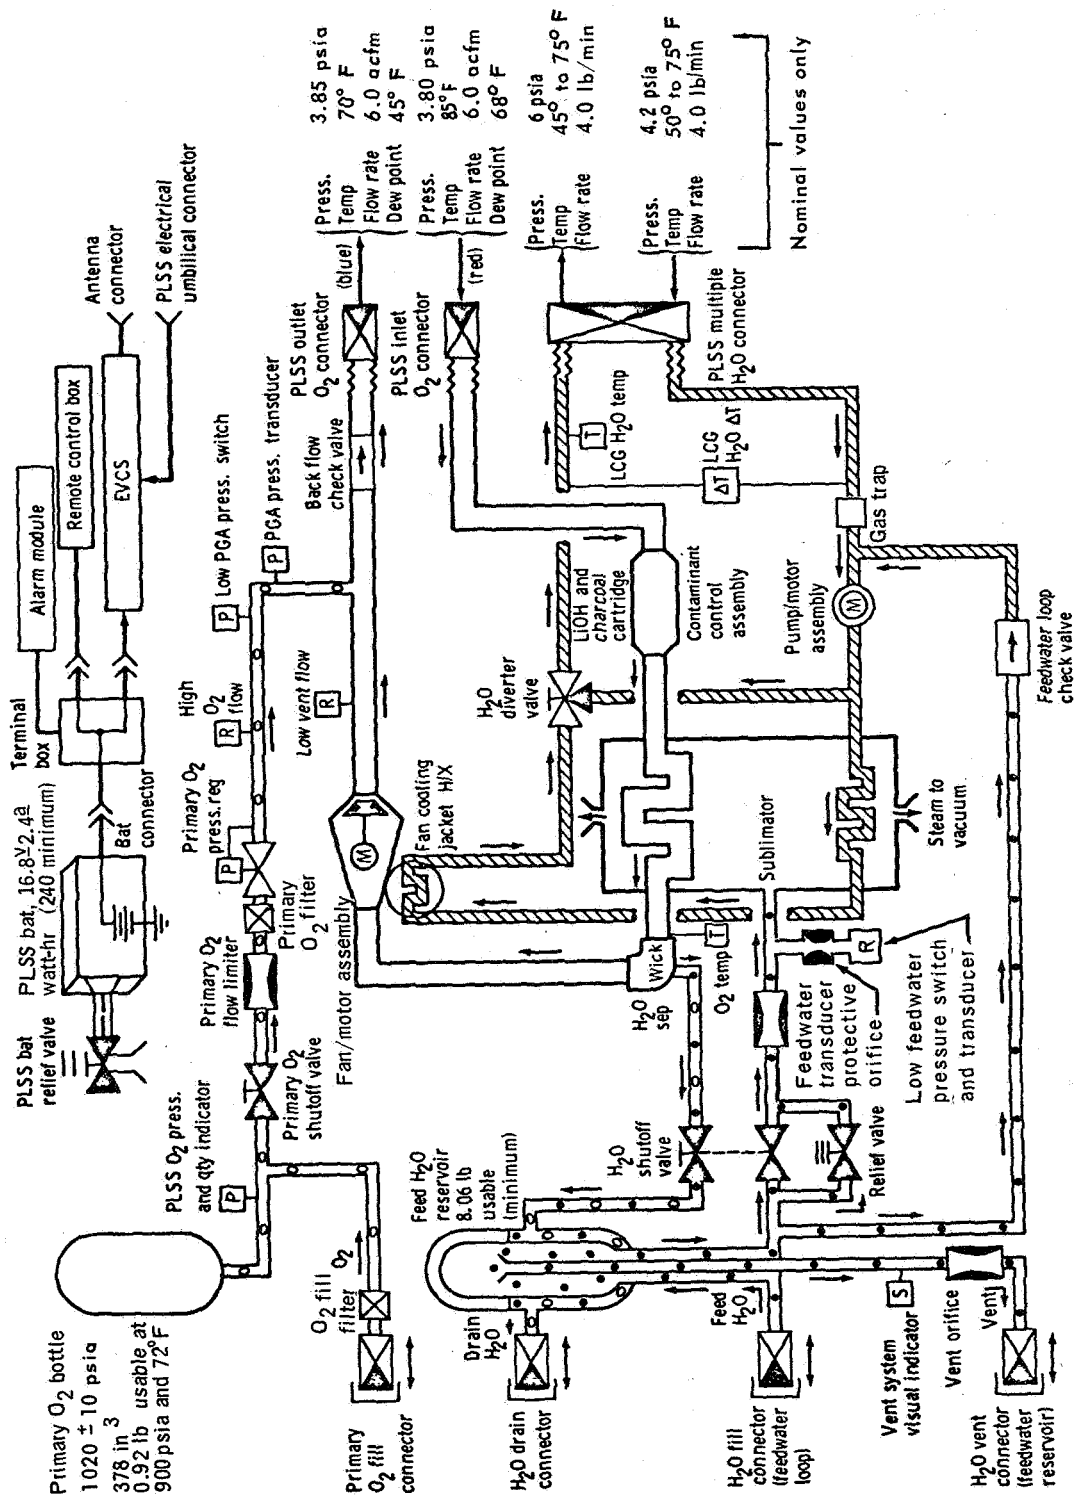 Primary O₂ bottle
1020 ± 10 psia
378 in³
0.92 lb usable at
900 psia and 72°F
PLSS O₂ press.
and qty indicator
P
Primary O₂
shutoff valve
O₂ fill
filter
O₂
Primary
O₂ fill
connector
PLSS bat
relief valve
PLSS bat, 16.8ᵛ2.4ᵃ
watt-hr (240 minimum)
Bat
connector
Terminal
box
Alarm module
Remote control box
EVCS
Antenna
connector
PLSS electrical
umbilical connector
Primary O₂
flow limiter
Primary O₂
filter
Primary O₂
press.reg
P
High
O₂
flow
R
Low PGA press. switch
P
PGA press. transducer
P
Low vent flow
R
Fan/motor assembly
M
Fan cooling
jacket H/X
Back flow
check valve
PLSS outlet
O₂ connector
(blue)
Press. 3.85 psia
Temp 70° F
Flow rate 6.0 acfm
Dew point 45° F
PLSS inlet
O₂ connector
(red)
Press. 3.80 psia
Temp 85°F
Flow rate 6.0 acfm
Dew point 68° F
Press. 6 psia
Temp 45° to 75° F
Flow rate 4.0 lb/min
Press. 4.2 psia
Temp 50° to 75° F
Flow rate 4.0 lb/min
Nominal values only
PLSS multiple
H₂O connector
T
LCG H₂O temp
ΔT
LCG
H₂O ΔT
Gas trap
H₂O
diverter
valve
LiOH and
charcoal
cartridge
Contaminant
control
assembly
Pump/motor
assembly
M
Feedwater loop
check valve
Sublimator
Steam to
vacuum
Wick
H₂O
sep
T
O₂ temp
R
Feedwater
transducer
protective
orifice
Low feedwater
pressure switch
and transducer
H₂O
shutoff
valve
Relief valve
Feed H₂O
reservoir
8.06 lb
usable
(minimum)
Drain
H₂O
H₂O drain
connector
Feed
H₂O
H₂O fill
connector
(feedwater
loop)
S
Vent system
visual indicator
Vent orifice
Vent
H₂O vent
connector
(feedwater
reservoir)